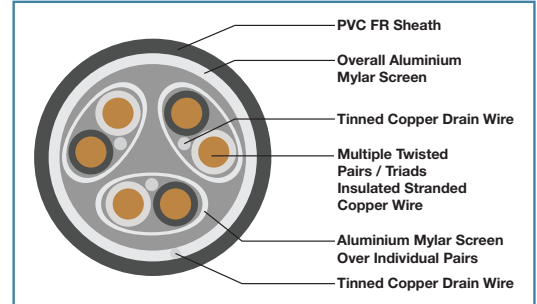 PVC FR Sheath
Overall Aluminium
Mylar Screen
Tinned Copper Drain Wire
Multiple Twisted
Pairs / Triads
Insulated Stranded
Copper Wire
Aluminium Mylar Screen
Over Individual Pairs
Tinned Copper Drain Wire